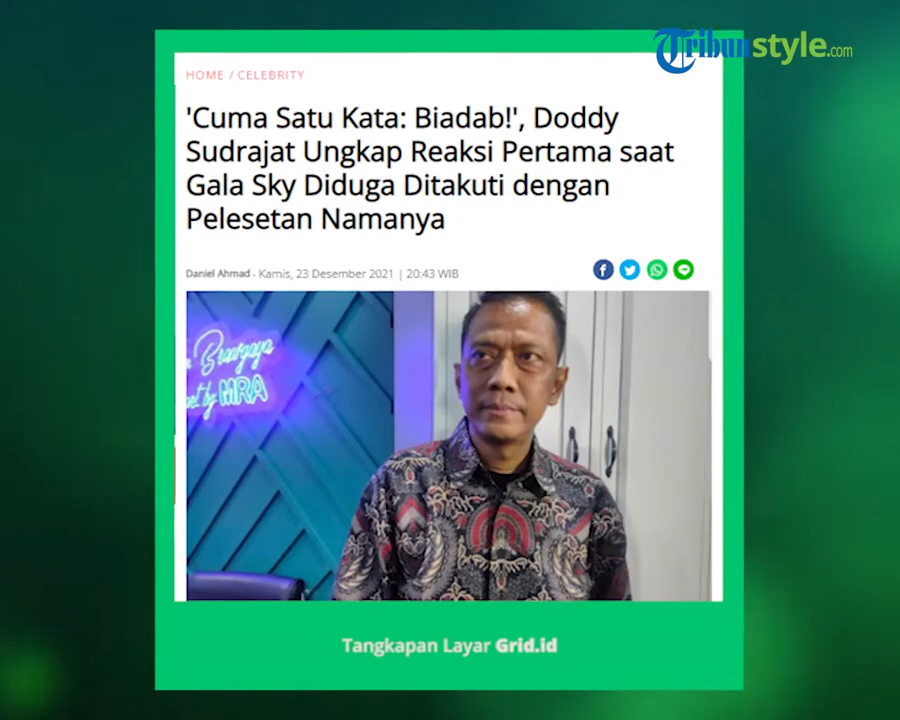 Tribunstyle.com
HOME / CELEBRITY
'Cuma Satu Kata: Biadab!', Doddy
Sudrajat Ungkap Reaksi Pertama saat
Gala Sky Diduga Ditakuti dengan
Pelesetan Namanya
Daniel Ahmad - Kamis, 23 Desember 2021 | 20:43 WIB
by MRA
Tangkapan Layar Grid.id